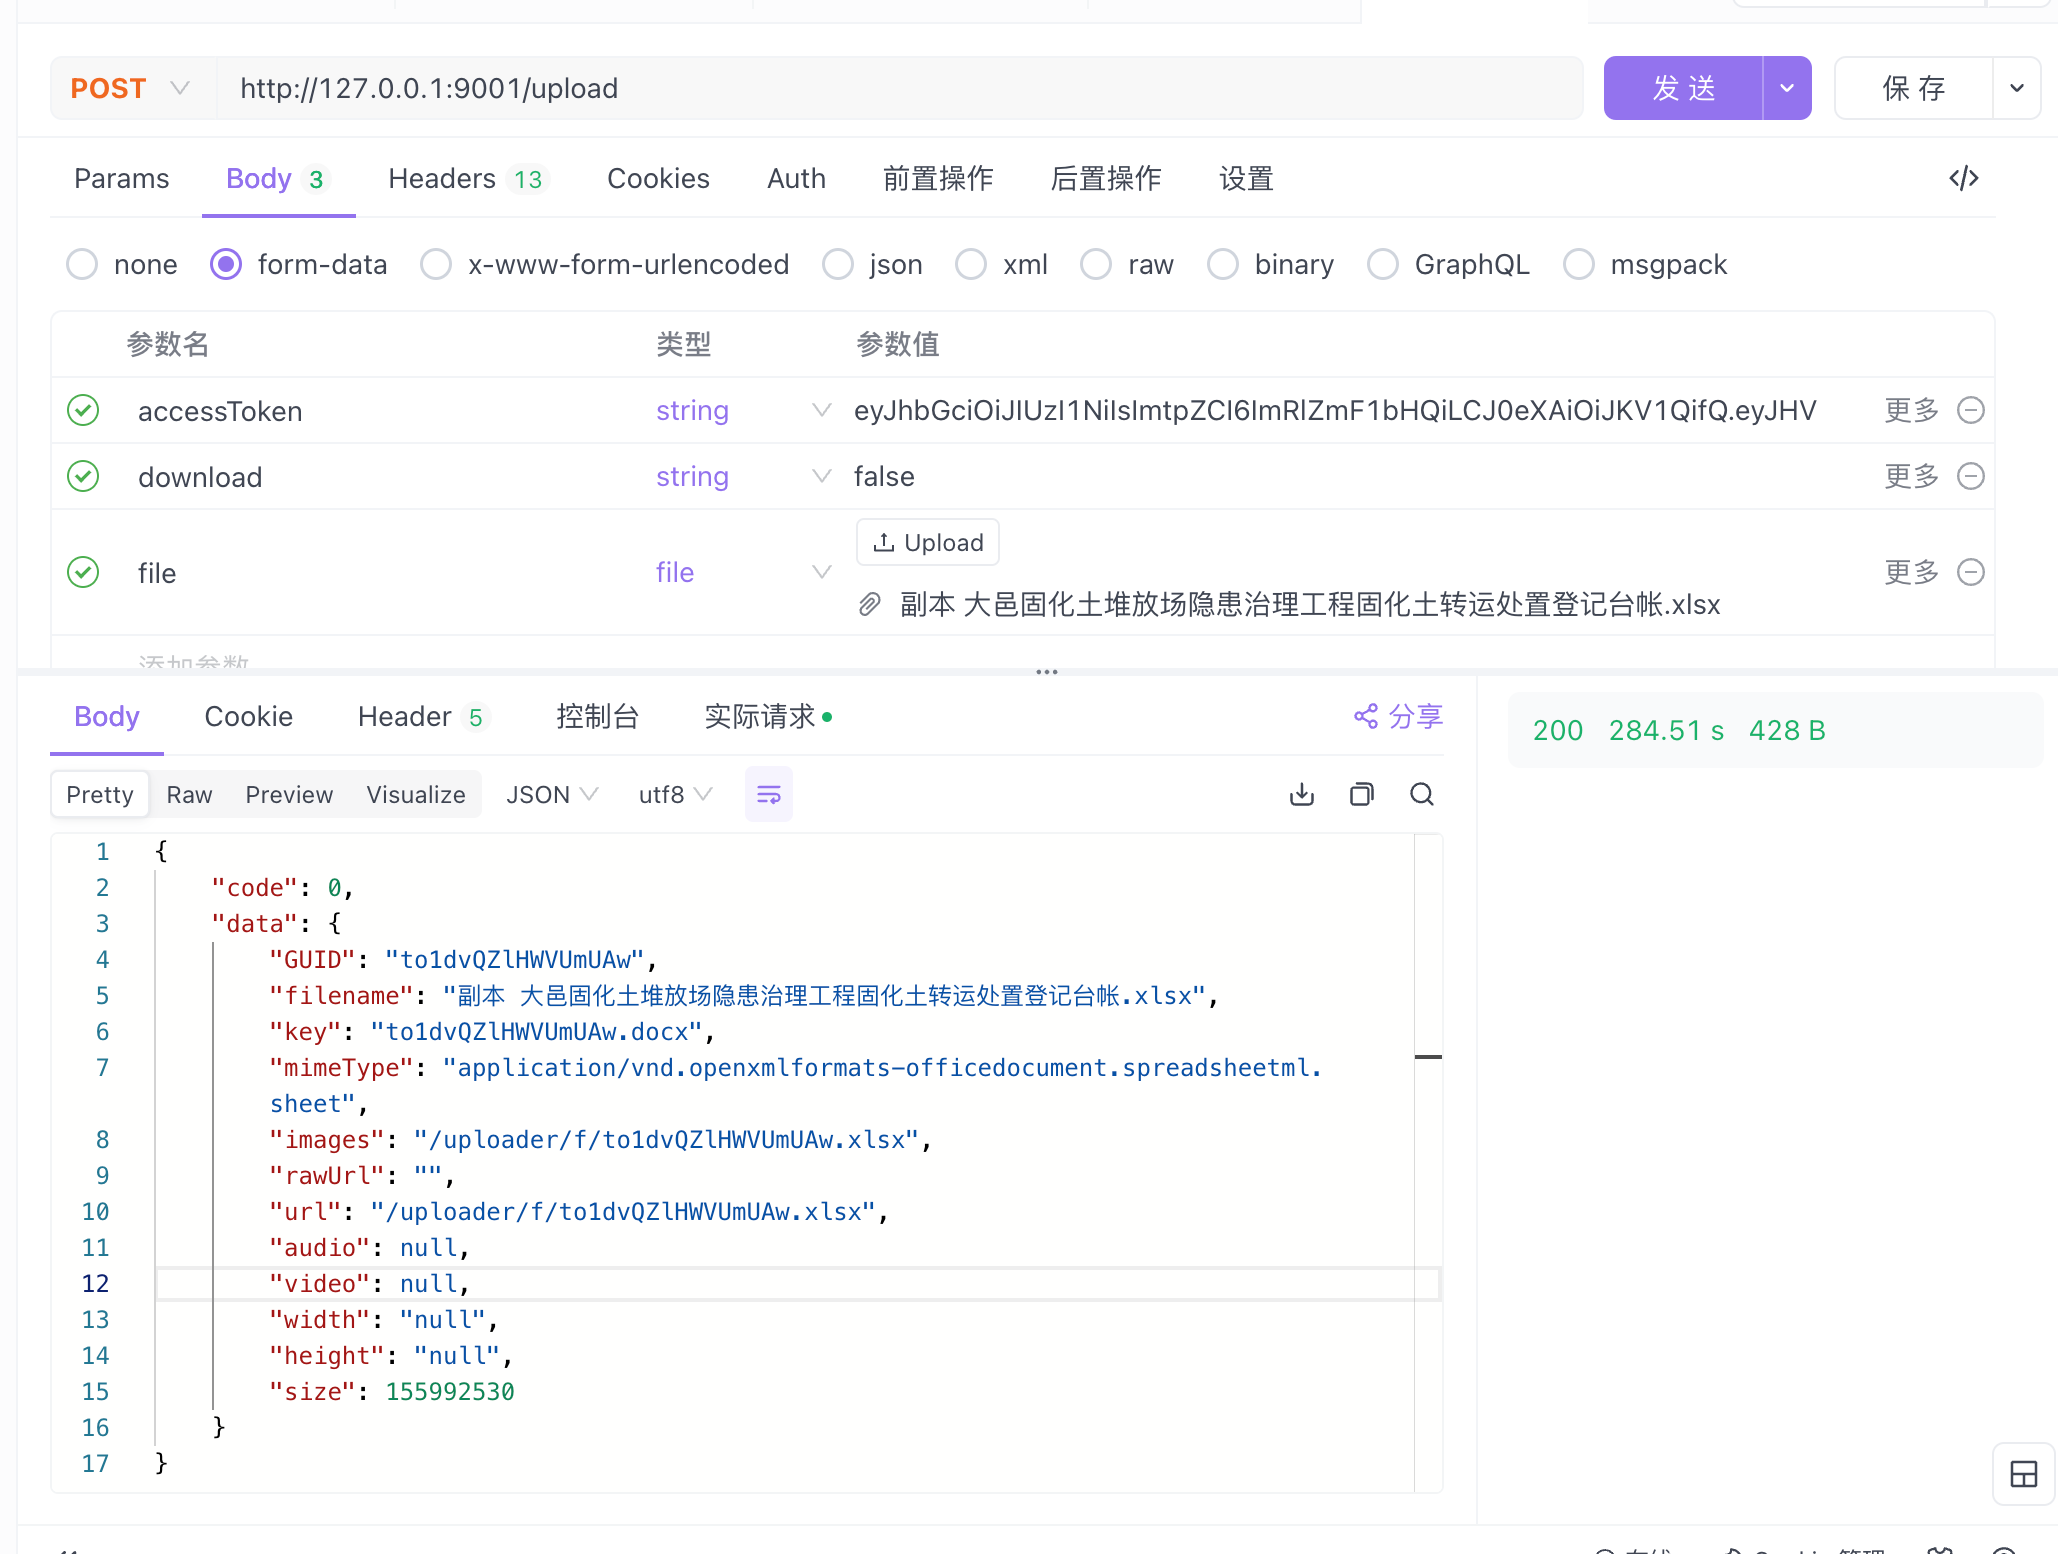 POST http://127.0.0.1:9001/upload 发 送 保 存
Params Body 3 Headers 13 Cookies Auth 前置操作 后置操作 设置 </>
none form-data x-www-form-urlencoded json xml raw binary GraphQL msgpack
参数名 类型 参数值
accessToken string eyJhbGciOiJIUzI1NiIsImtpZCI6ImRlZmF1bHQiLCJ0eXAiOiJKV1QifQ.eyJHV 更多
download string false 更多
Upload
file file 更多
副本 大邑固化土堆放场隐患治理工程固化土转运处置登记台帐.xlsx
添加参数
Body Cookie Header 5 控制台 实际请求 分享
200 284.51 s 428 B
Pretty Raw Preview Visualize JSON utf8
1 {
2 "code": 0,
3 "data": {
4 "GUID": "to1dvQZlHWVUmUAw",
5 "filename": "副本 大邑固化土堆放场隐患治理工程固化土转运处置登记台帐.xlsx",
6 "key": "to1dvQZlHWVUmUAw.docx",
7 "mimeType": "application/vnd.openxmlformats-officedocument.spreadsheetml.
sheet",
8 "images": "/uploader/f/to1dvQZlHWVUmUAw.xlsx",
9 "rawUrl": "",
10 "url": "/uploader/f/to1dvQZlHWVUmUAw.xlsx",
11 "audio": null,
12 "video": null,
13 "width": "null",
14 "height": "null",
15 "size": 155992530
16 }
17 }